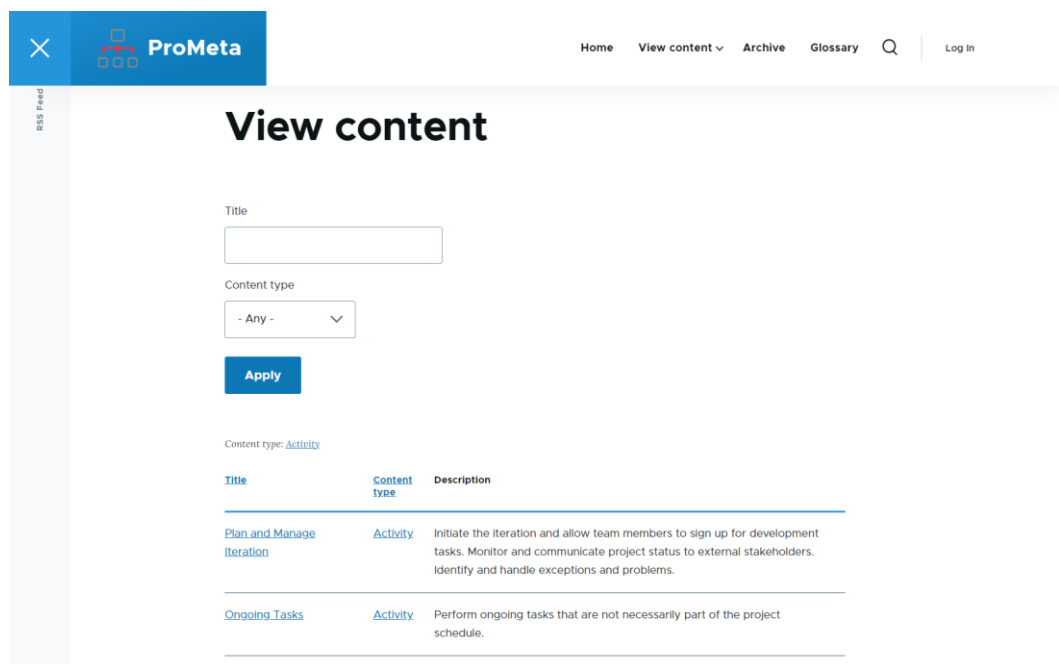 ProMeta
Home View content Archive Glossary Log In
RSS Feed
View content
Title
Content type
- Any -
Apply
Content type: Activity
Title Content type Description
Plan and Manage Iteration Activity Initiate the iteration and allow team members to sign up for development
tasks. Monitor and communicate project status to external stakeholders.
Identify and handle exceptions and problems.
Ongoing Tasks Activity Perform ongoing tasks that are not necessarily part of the project
schedule.